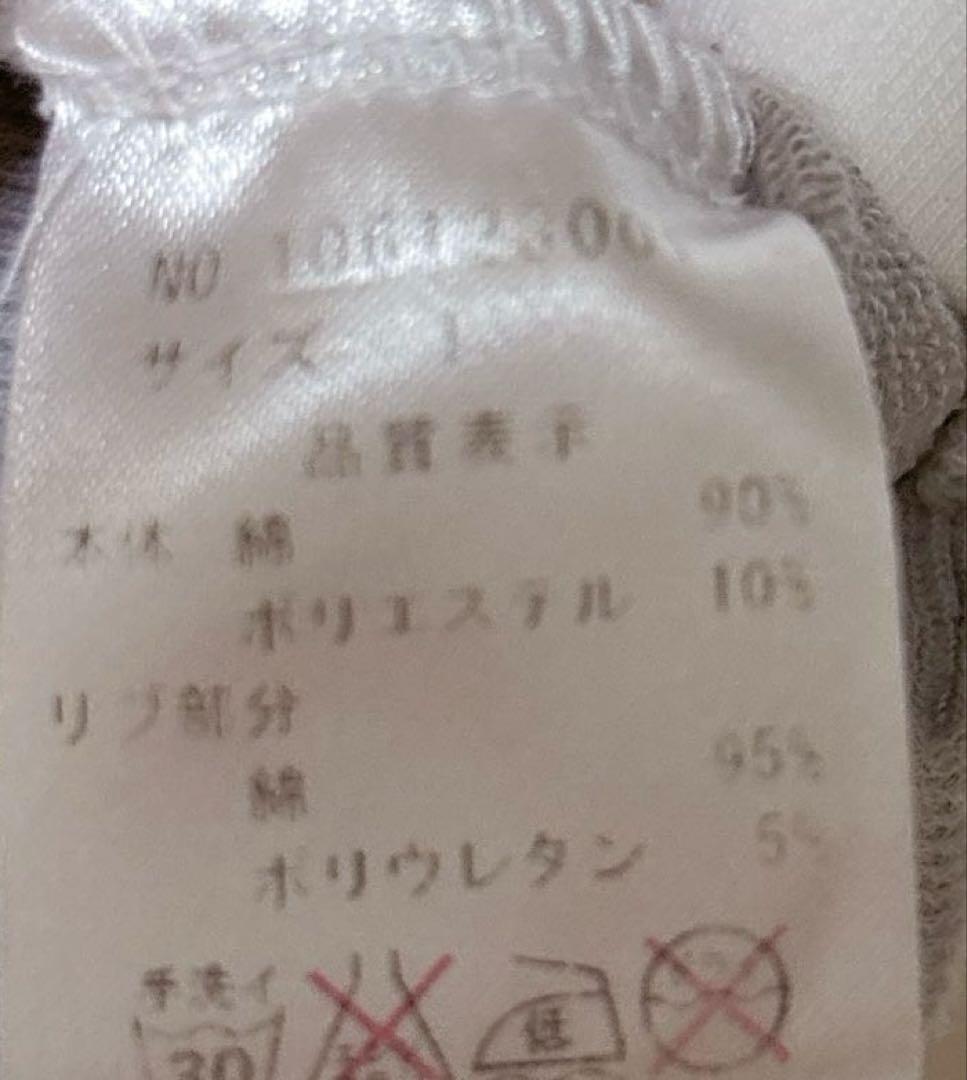 NO
サイズ
品質表示
本体 綿 90%
ポリエステル 10%
リブ部分
綿 95%
ポリウレタン 5%
手洗イ
30
低